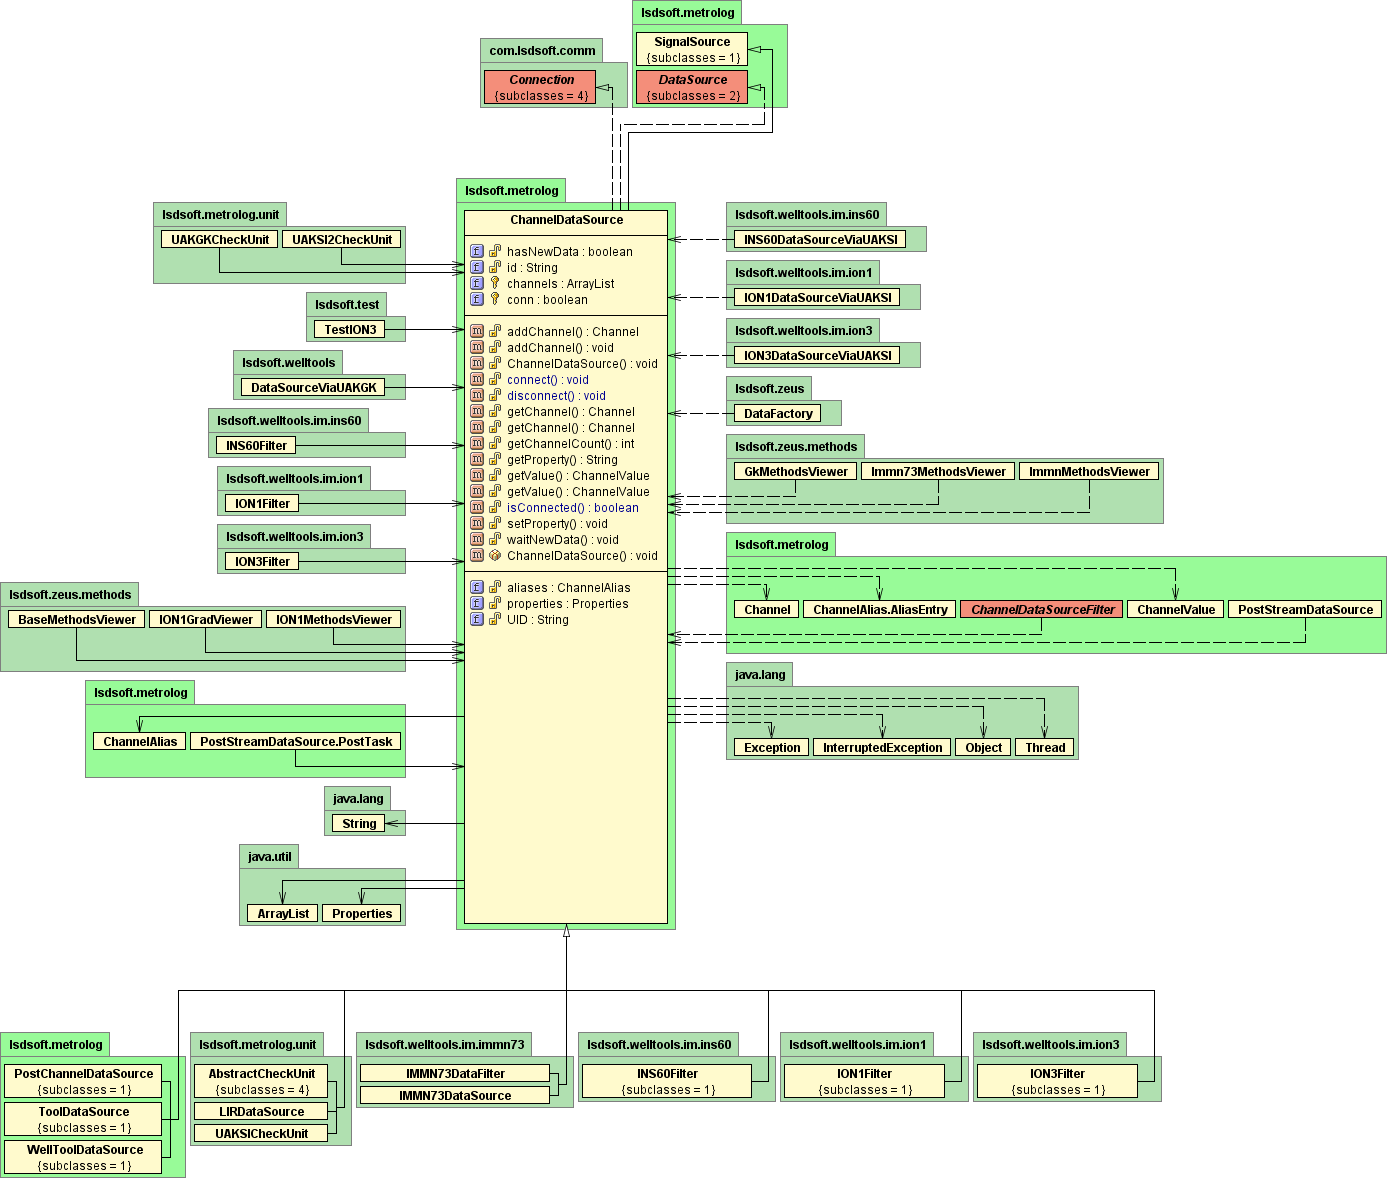 lsdsoft.metrolog
SignalSource
{subclasses = 1}
DataSource
{subclasses = 2}
com.lsdsoft.comm
Connection
{subclasses = 4}
lsdsoft.metrolog
ChannelDataSource
f hasNewData : boolean
f id : String
f channels : ArrayList
f conn : boolean
m addChannel() : Channel
m addChannel() : void
m ChannelDataSource() : void
m connect() : void
m disconnect() : void
m getChannel() : Channel
m getChannel() : Channel
m getChannelCount() : int
m getProperty() : String
m getValue() : ChannelValue
m getValue() : ChannelValue
m isConnected() : boolean
m setProperty() : void
m waitNewData() : void
m ChannelDataSource() : void
f aliases : ChannelAlias
f properties : Properties
f UID : String
lsdsoft.metrolog.unit
UAKGKCheckUnit UAKSI2CheckUnit
lsdsoft.test
TestION3
lsdsoft.welltools
DataSourceViaUAKGK
lsdsoft.welltools.im.ins60
INS60Filter
lsdsoft.welltools.im.ion1
ION1Filter
lsdsoft.welltools.im.ion3
ION3Filter
lsdsoft.zeus.methods
BaseMethodsViewer ION1GradViewer ION1MethodsViewer
lsdsoft.metrolog
ChannelAlias PostStreamDataSource.PostTask
java.lang
String
java.util
ArrayList Properties
lsdsoft.welltools.im.ins60
INS60DataSourceViaUAKSI
lsdsoft.welltools.im.ion1
ION1DataSourceViaUAKSI
lsdsoft.welltools.im.ion3
ION3DataSourceViaUAKSI
lsdsoft.zeus
DataFactory
lsdsoft.zeus.methods
GkMethodsViewer Immn73MethodsViewer ImmnMethodsViewer
lsdsoft.metrolog
Channel ChannelAlias.AliasEntry ChannelDataSourceFilter ChannelValue PostStreamDataSource
java.lang
Exception InterruptedException Object Thread
lsdsoft.metrolog
PostChannelDataSource
{subclasses = 1}
ToolDataSource
{subclasses = 1}
WellToolDataSource
{subclasses = 1}
lsdsoft.metrolog.unit
AbstractCheckUnit
{subclasses = 4}
LIRDataSource
UAKSICheckUnit
lsdsoft.welltools.im.immn73
IMMN73DataFilter
IMMN73DataSource
lsdsoft.welltools.im.ins60
INS60Filter
{subclasses = 1}
lsdsoft.welltools.im.ion1
ION1Filter
{subclasses = 1}
lsdsoft.welltools.im.ion3
ION3Filter
{subclasses = 1}